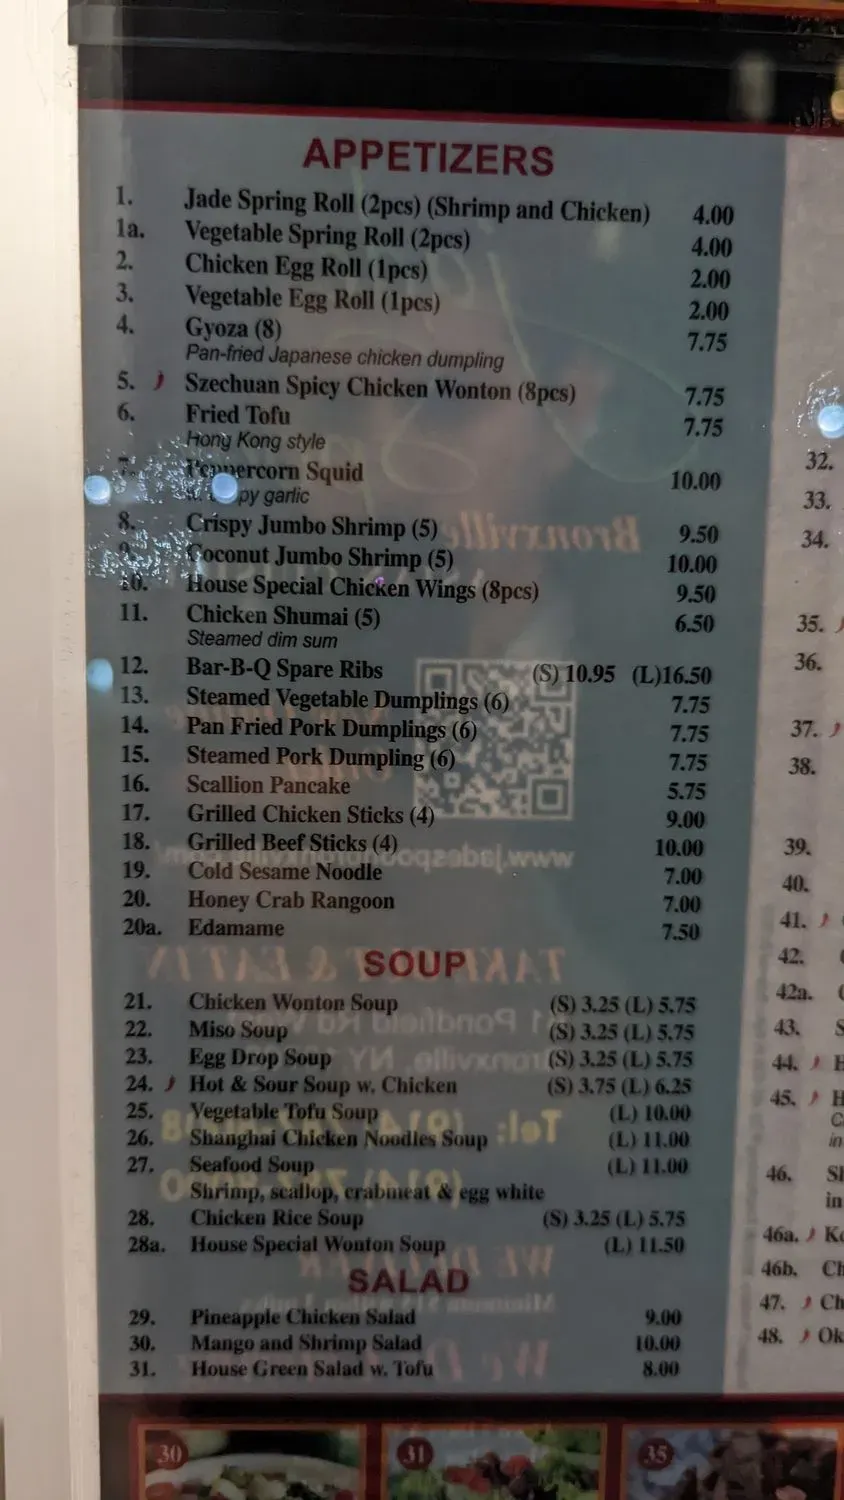 APPETIZERS
1. Jade Spring Roll (2pcs) (Shrimp and Chicken) 4.00
1a. Vegetable Spring Roll (2pcs) 4.00
2. Chicken Egg Roll (1pcs) 2.00
3. Vegetable Egg Roll (1pcs) 2.00
4. Gyoza (8) 7.75
Pan-fried Japanese chicken dumpling
5. Szechuan Spicy Chicken Wonton (8pcs) 7.75
6. Fried Tofu 7.75
Hong Kong style
7. Peppercorn Squid 10.00
garlic
8. Crispy Jumbo Shrimp (5) 9.50
9. Coconut Jumbo Shrimp (5) 10.00
10. House Special Chicken Wings (8pcs) 9.50
11. Chicken Shumai (5) 6.50
Steamed dim sum
12. Bar-B-Q Spare Ribs (S) 10.95 (L)16.50
13. Steamed Vegetable Dumplings (6) 7.75
14. Pan Fried Pork Dumplings (6) 7.75
15. Steamed Pork Dumpling (6) 7.75
16. Scallion Pancake 5.75
17. Grilled Chicken Sticks (4) 9.00
18. Grilled Beef Sticks (4) 10.00
19. Cold Sesame Noodle 7.00
20. Honey Crab Rangoon 7.00
20a. Edamame 7.50
SOUP
21. Chicken Wonton Soup (S) 3.25 (L) 5.75
22. Miso Soup (S) 3.25 (L) 5.75
23. Egg Drop Soup (S) 3.25 (L) 5.75
24. Hot & Sour Soup w. Chicken (S) 3.75 (L) 6.25
25. Vegetable Tofu Soup (L) 10.00
26. Shanghai Chicken Noodles Soup (L) 11.00
27. Seafood Soup (L) 11.00
Shrimp, scallop, crabmeat & egg white
28. Chicken Rice Soup (S) 3.25 (L) 5.75
28a. House Special Wonton Soup (L) 11.50
SALAD
29. Pineapple Chicken Salad 9.00
30. Mango and Shrimp Salad 10.00
31. House Green Salad w. Tofu 8.00
32.
33.
34.
35.
36.
37.
38.
39.
40.
41.
42.
42a.
43.
44.
45.
in
46.
in
46a.
46b.
47.
48.
30
31
35